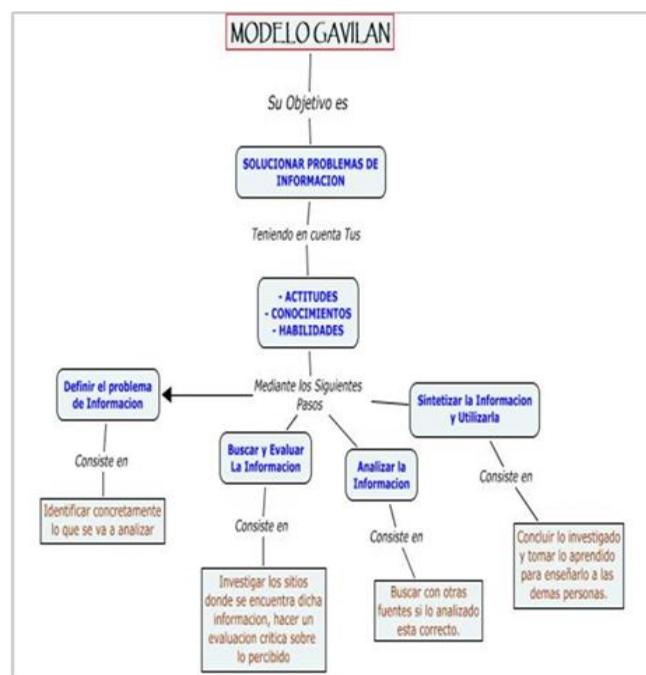 MODELO GAVILAN
Su Objetivo es
SOLUCIONAR PROBLEMAS DE
INFORMACION
Teniendo en cuenta Tus
- ACTITUDES
- CONOCIMIENTOS
- HABILIDADES
Mediante los Siguientes
Pasos
Definir el problema
de Informacion
Consiste en
Identificar concretamente
lo que se va a analizar
Buscar y Evaluar
La Informacion
Consiste en
Investigar los sitios
donde se encuentra dicha
informacion, hacer un
evaluacion critica sobre
lo percibido
Analizar la
Informacion
Consiste en
Buscar con otras
fuentes si lo analizado
esta correcto.
Sintetizar la Informacion
y Utilizarla
Consiste en
Concluir lo investigado
y tomar lo aprendido
para enseñarlo a las
demas personas.